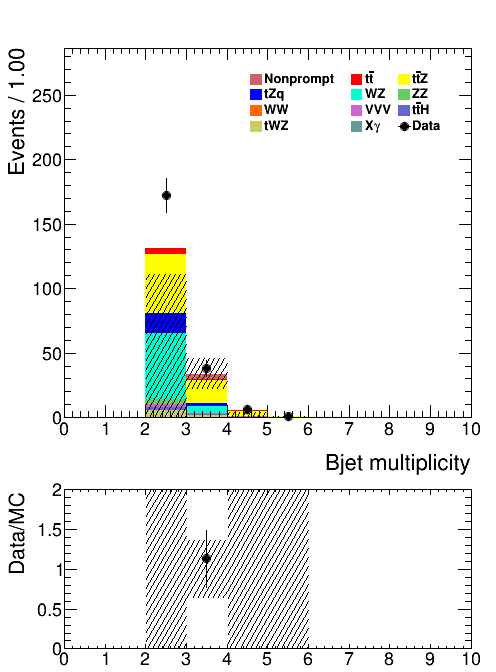 Events / 1.00
250
200
150
100
50
0
Nonprompt tt̄ tt̄Z
tZq WZ ZZ
WW VVV tt̄H
tWZ Xγ Data
0 1 2 3 4 5 6 7 8 9 10
Bjet multiplicity
Data/MC
2
1.5
1
0.5
0
0 1 2 3 4 5 6 7 8 9 10